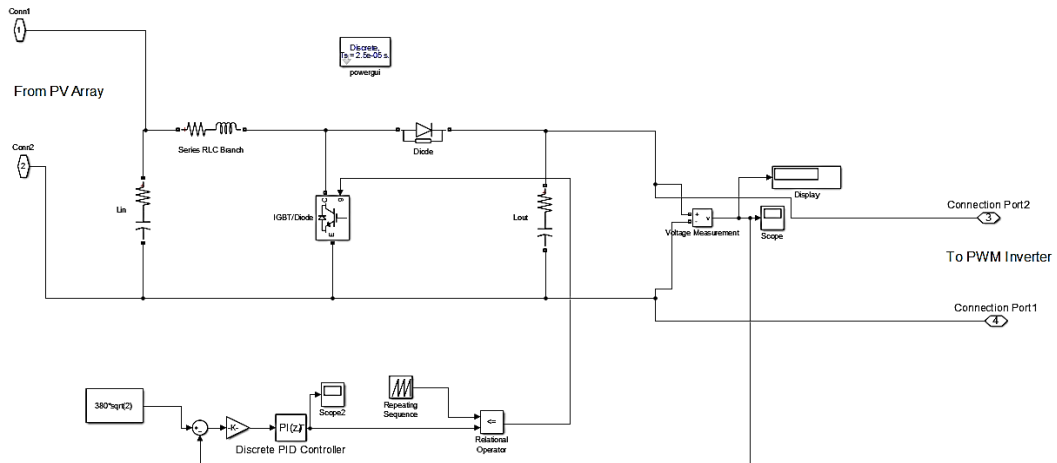 Conn1
1
Discrete,
Ts = 2.5e-05 s.
powergui
From PV Array
Conn2
2
Series RLC Branch
Diode
Lin
IGBT/Diode
g
C
E
Lout
+
-
v
Voltage Measurement
Display
Scope
Connection Port2
3
To PWM Inverter
Connection Port1
4
380*sqrt(2)
-K-
PI(z)
Discrete PID Controller
Scope2
Repeating
Sequence
<=
Relational
Operator